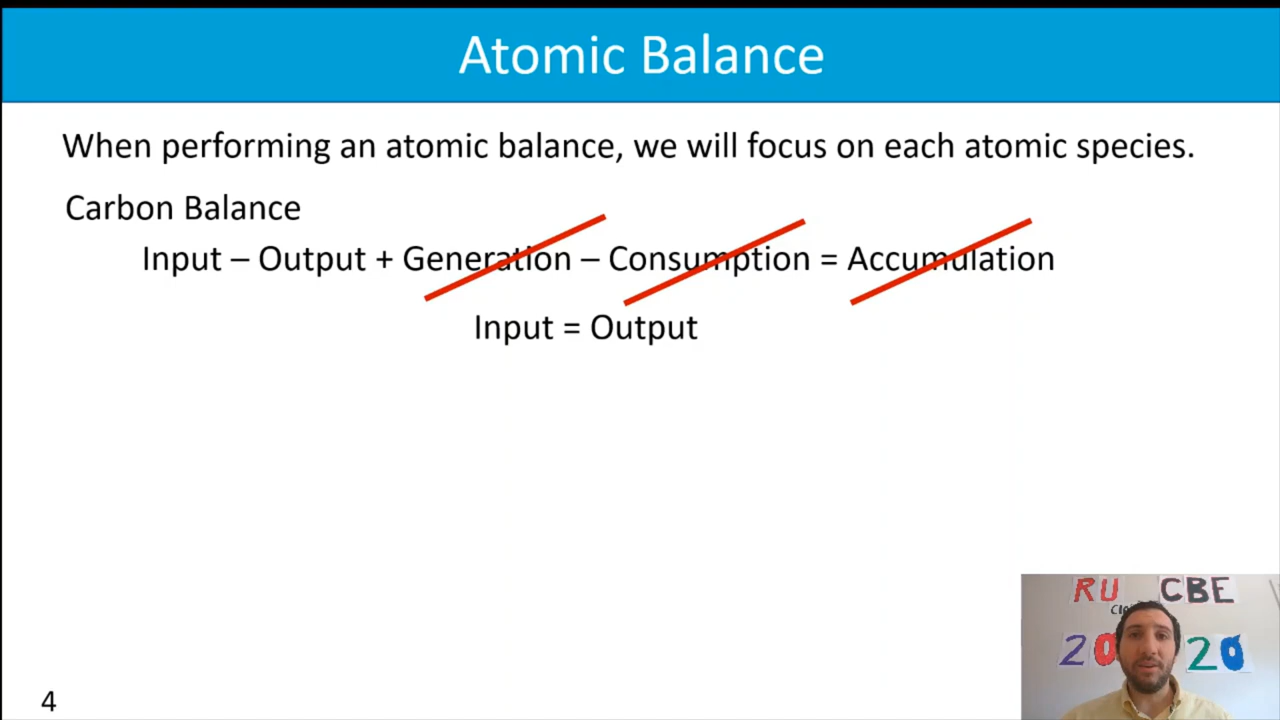 Atomic Balance
When performing an atomic balance, we will focus on each atomic species.
Carbon Balance
Input – Output + Generation – Consumption = Accumulation
Input = Output
RU CBE
20 20
4